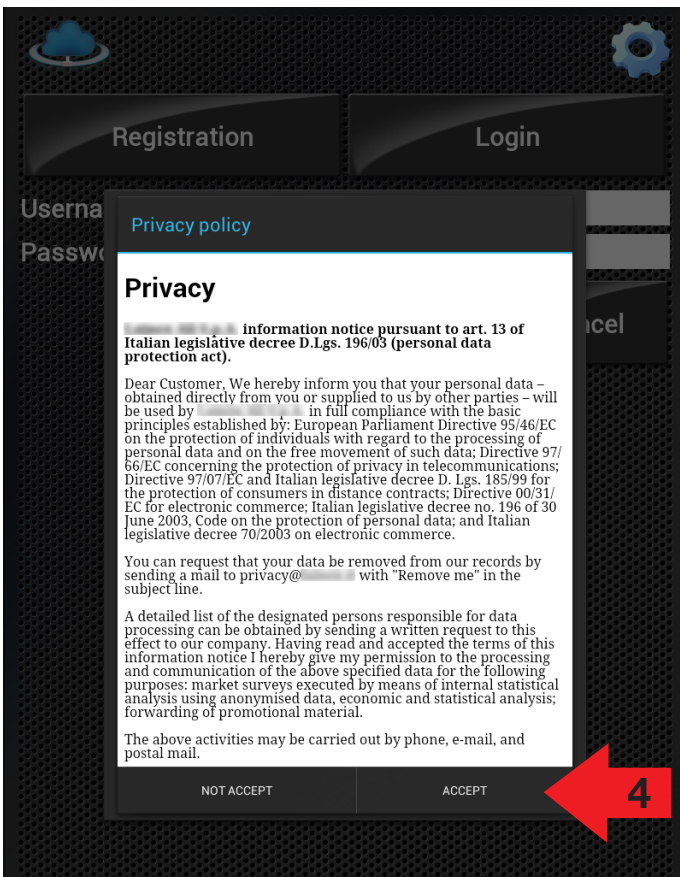 Registration
Login
Userna
Passwo
ncel
Privacy policy
Privacy
information notice pursuant to art. 13 of
Italian legislative decree D.Lgs. 196/03 (personal data
protection act).
Dear Customer, We hereby inform you that your personal data –
obtained directly from you or supplied to us by other parties – will
be used by in full compliance with the basic
principles established by: European Parliament Directive 95/46/EC
on the protection of individuals with regard to the processing of
personal data and on the free movement of such data; Directive 97/
66/EC concerning the protection of privacy in telecommunications;
Directive 97/07/EC and Italian legislative decree D. Lgs. 185/99 for
the protection of consumers in distance contracts; Directive 00/31/
EC for electronic commerce; Italian legislative decree no. 196 of 30
June 2003, Code on the protection of personal data; and Italian
legislative decree 70/2003 on electronic commerce.
You can request that your data be removed from our records by
sending a mail to privacy@ with "Remove me" in the
subject line.
A detailed list of the designated persons responsible for data
processing can be obtained by sending a written request to this
effect to our company. Having read and accepted the terms of this
information notice I hereby give my permission to the processing
and communication of the above specified data for the following
purposes: market surveys executed by means of internal statistical
analysis using anonymised data, economic and statistical analysis;
forwarding of promotional material.
The above activities may be carried out by phone, e-mail, and
postal mail.
NOT ACCEPT
ACCEPT
4